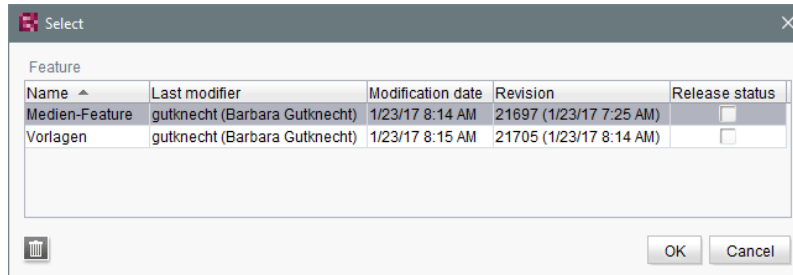 Select
Feature
Name Last modifier Modification date Revision Release status
Medien-Feature gutknecht (Barbara Gutknecht) 1/23/17 8:14 AM 21697 (1/23/17 7:25 AM)
Vorlagen gutknecht (Barbara Gutknecht) 1/23/17 8:15 AM 21705 (1/23/17 8:14 AM)
OK Cancel